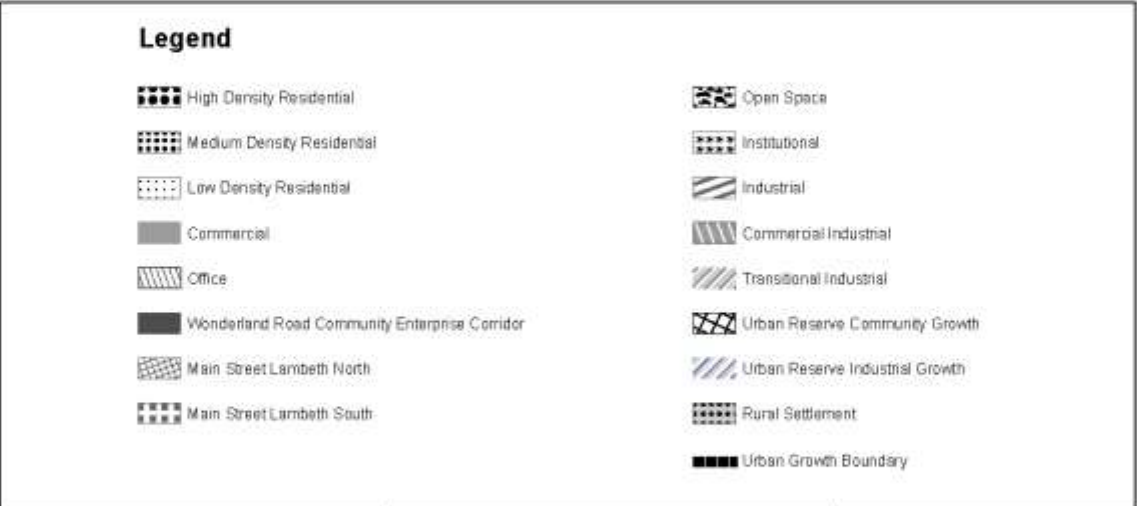 Legend
High Density Residential
Medium Density Residential
Low Density Residential
Commercial
Office
Wonderland Road Community Enterprise Corridor
Main Street Lambeth North
Main Street Lambeth South
Open Space
Institutional
Industrial
Commercial Industrial
Transitional Industrial
Urban Reserve Community Growth
Urban Reserve Industrial Growth
Rural Settlement
Urban Growth Boundary